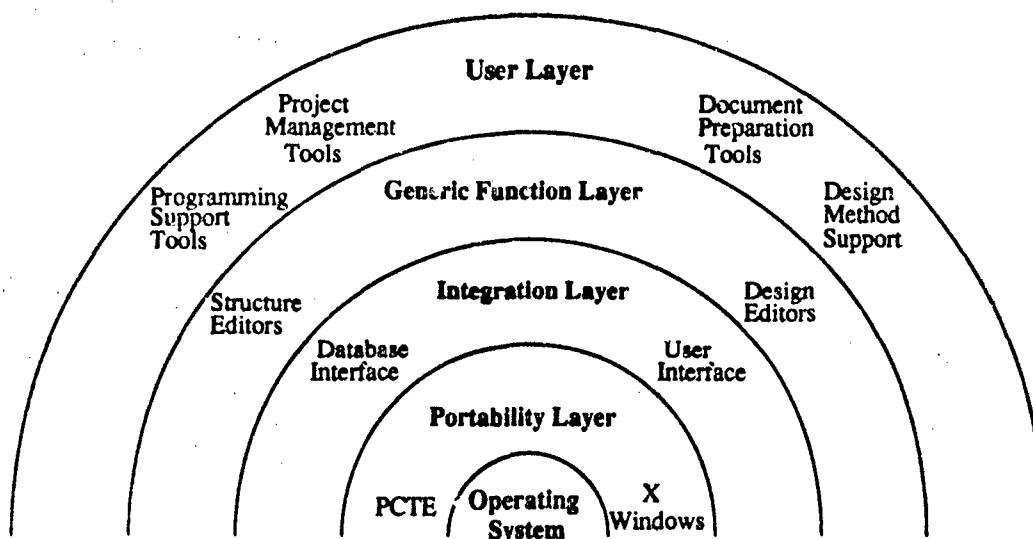 User Layer
Project
Management
Tools
Document
Preparation
Tools
Generic Function Layer
Programming
Support
Tools
Design
Method
Support
Integration Layer
Structure
Editors
Design
Editors
Database
Interface
User
Interface
Portability Layer
PCTE
Operating
System
X
Windows